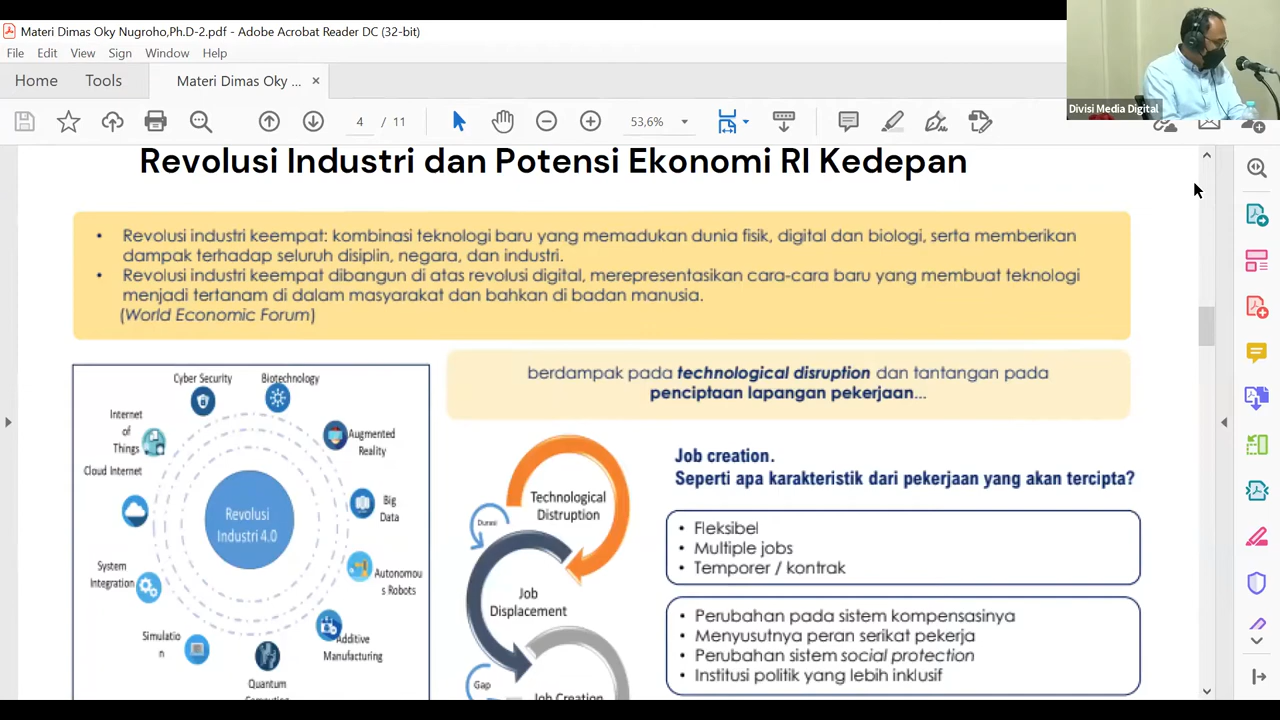 Materi Dimas Oky Nugroho,Ph.D-2.pdf - Adobe Acrobat Reader DC (32-bit)
File Edit View Sign Window Help
Home Tools Materi Dimas Oky ... ×
4 / 11 53,6%
Divisi Media Digital
Revolusi Industri dan Potensi Ekonomi RI Kedepan
• Revolusi industri keempat: kombinasi teknologi baru yang memadukan dunia fisik, digital dan biologi, serta memberikan
dampak terhadap seluruh disiplin, negara, dan industri.
• Revolusi industri keempat dibangun di atas revolusi digital, merepresentasikan cara-cara baru yang membuat teknologi
menjadi tertanam di dalam masyarakat dan bahkan di badan manusia.
(World Economic Forum)
Cyber Security
Biotechnology
Internet
of
Things
Augmented
Reality
Cloud Internet
Big
Data
Revolusi
Industri 4.0
System
Integration
Autonomou
s Robots
Simulatio
n
Additive
Manufacturing
Quantum
Computing
berdampak pada technological disruption dan tantangan pada
penciptaan lapangan pekerjaan...
Technological
Distruption
Durasi
Job
Displacement
Gap
Job Creation
Job creation.
Seperti apa karakteristik dari pekerjaan yang akan tercipta?
• Fleksibel
• Multiple jobs
• Temporer / kontrak
• Perubahan pada sistem kompensasinya
• Menyusutnya peran serikat pekerja
• Perubahan sistem social protection
• Institusi politik yang lebih inklusif